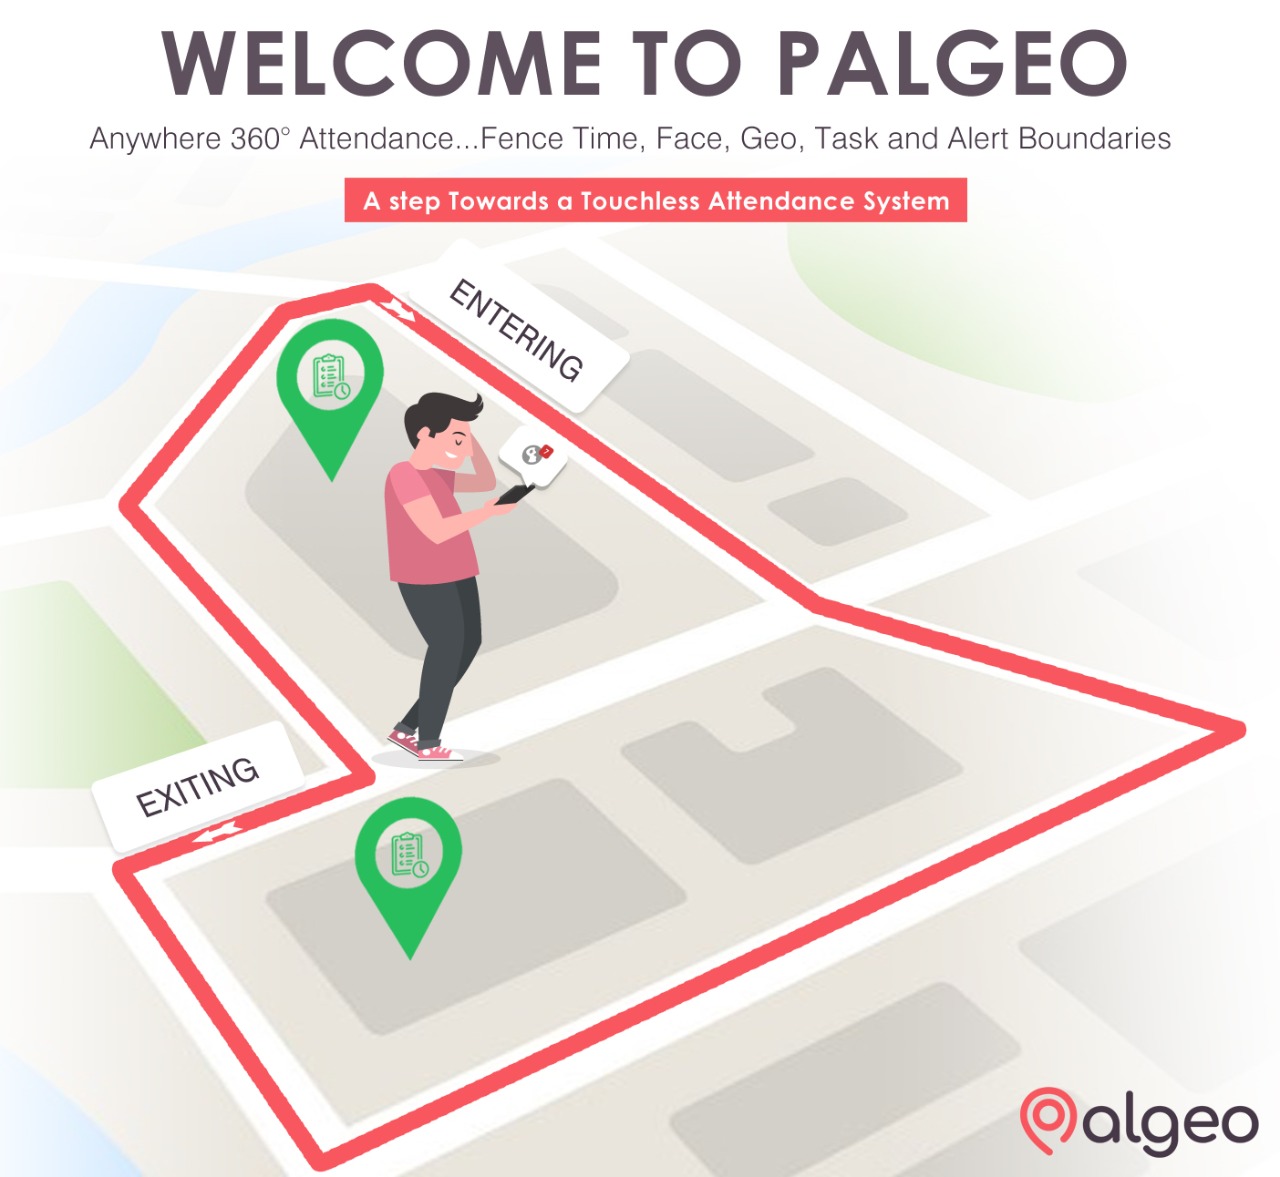 WELCOME TO PALGEO
Anywhere 360° Attendance...Fence Time, Face, Geo, Task and Alert Boundaries
A step Towards a Touchless Attendance System
ENTERING
EXITING
Palgeo